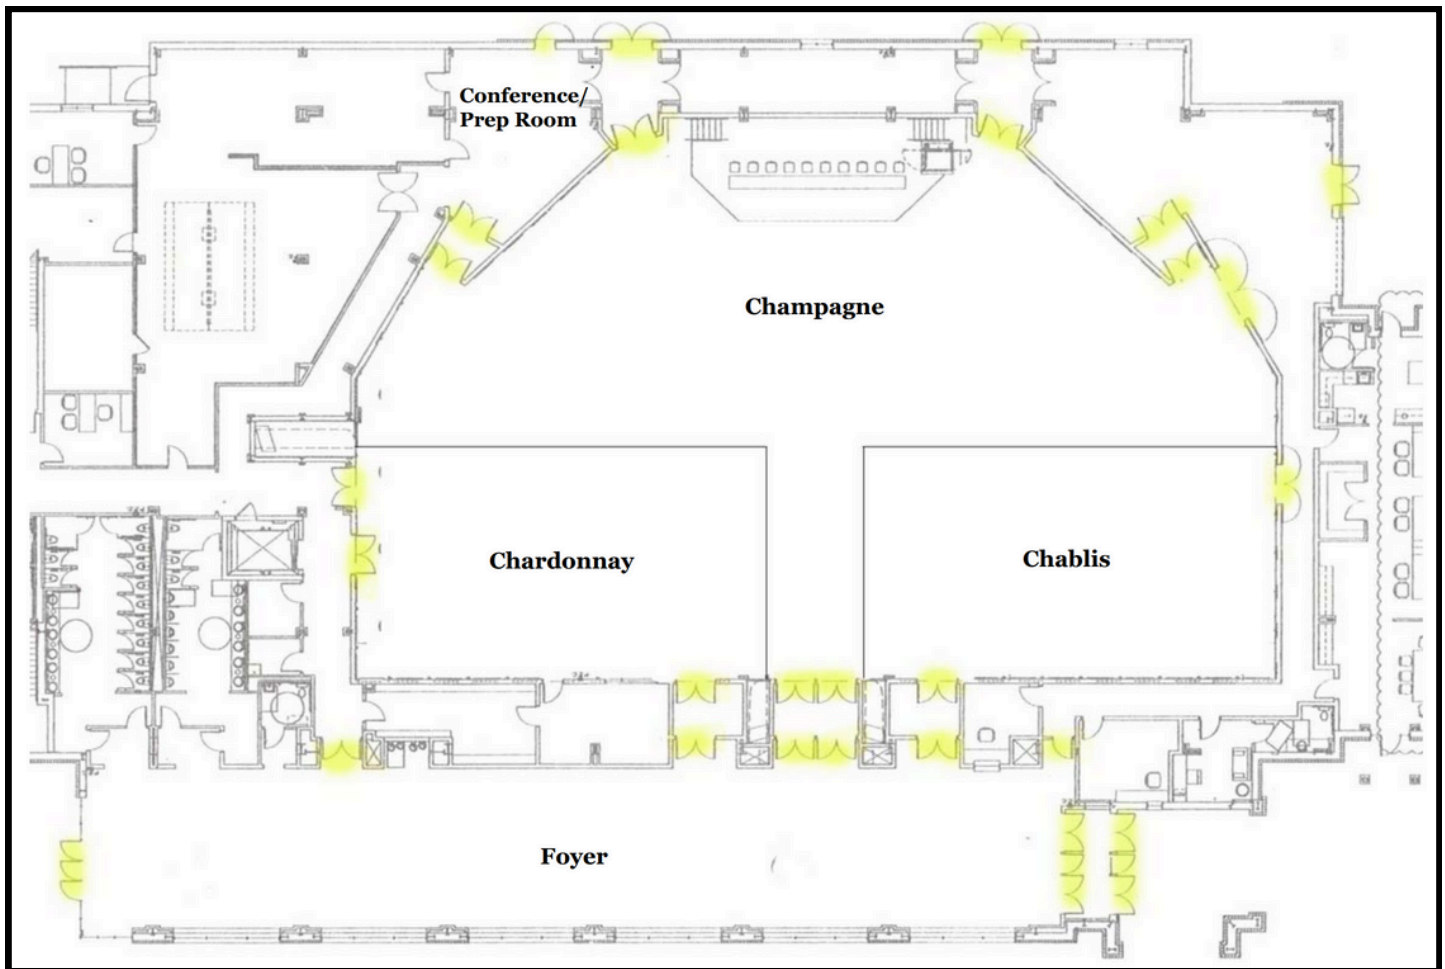 Conference/
Prep Room
Champagne
Chardonnay
Chablis
Foyer